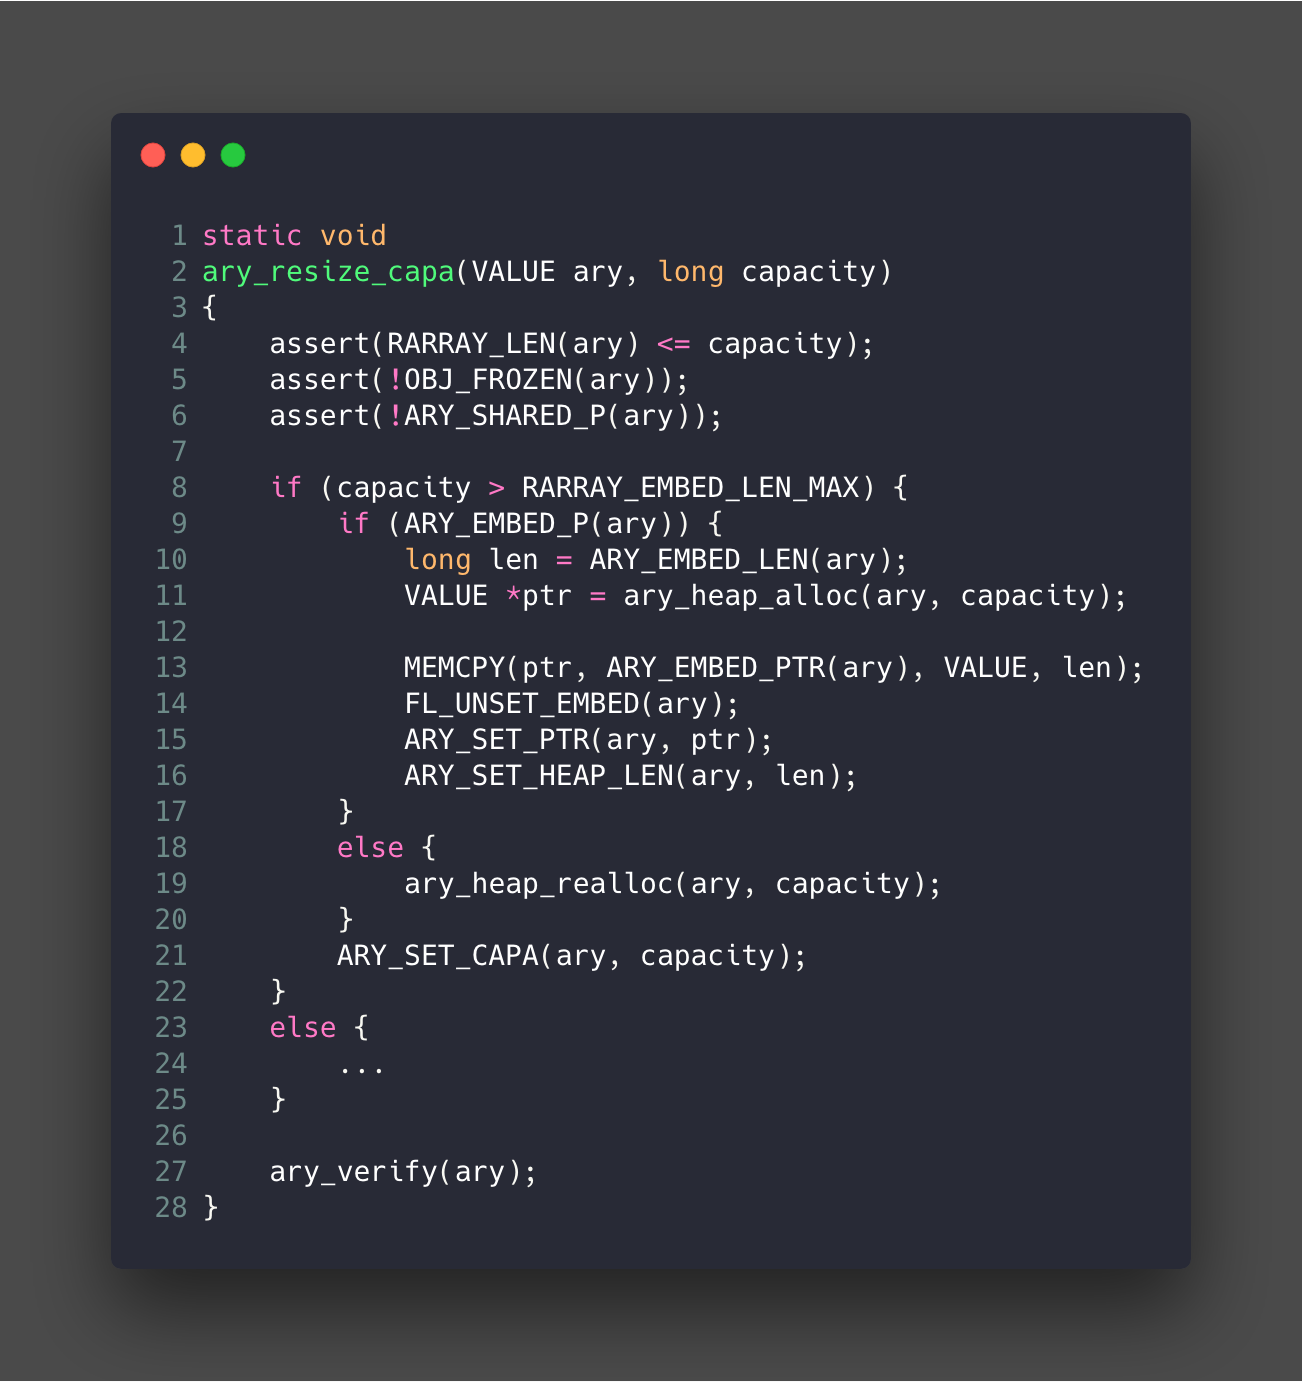 1 static void
2 ary_resize_capa(VALUE ary, long capacity)
3 {
4     assert(RARRAY_LEN(ary) <= capacity);
5     assert(!OBJ_FROZEN(ary));
6     assert(!ARY_SHARED_P(ary));
7
8     if (capacity > RARRAY_EMBED_LEN_MAX) {
9         if (ARY_EMBED_P(ary)) {
10             long len = ARY_EMBED_LEN(ary);
11             VALUE *ptr = ary_heap_alloc(ary, capacity);
12
13             MEMCPY(ptr, ARY_EMBED_PTR(ary), VALUE, len);
14             FL_UNSET_EMBED(ary);
15             ARY_SET_PTR(ary, ptr);
16             ARY_SET_HEAP_LEN(ary, len);
17         }
18         else {
19             ary_heap_realloc(ary, capacity);
20         }
21         ARY_SET_CAPA(ary, capacity);
22     }
23     else {
24         ...
25     }
26
27     ary_verify(ary);
28 }